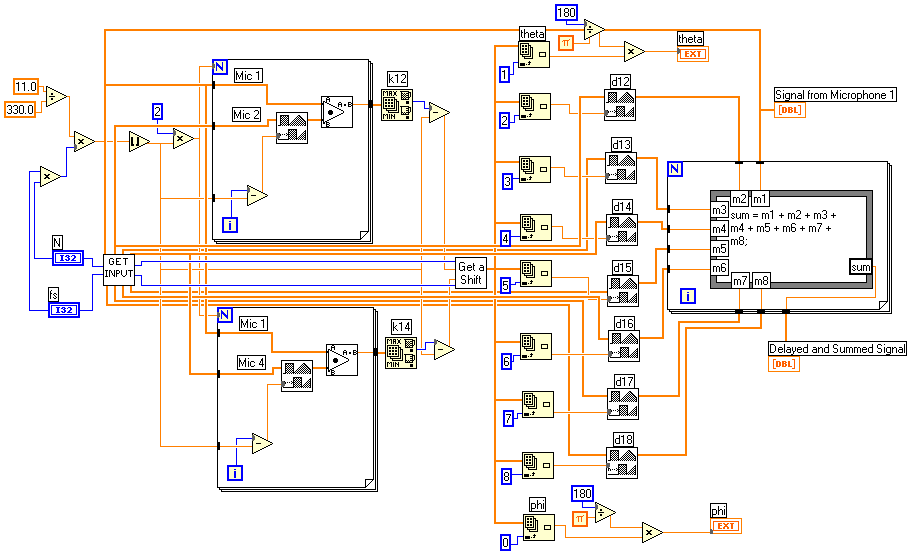 180
π
theta
1
theta
EXT
11.0
330.0
N
Mic 1
Mic 2
A
B
A•B
i
2
k12
MAX
MIN
d12
2
Signal from Microphone 1
[DBL]
d13
3
N
m2
m1
m3
m4
m5
m6
sum = m1 + m2 + m3 +
m4 + m5 + m6 + m7 +
m8;
sum
m7
m8
i
d14
4
N
I32
GET
INPUT
Get a
Shift
fs
I32
d15
5
N
Mic 1
Mic 4
A
B
A•B
i
k14
MAX
MIN
d16
6
Delayed and Summed Signal
[DBL]
d17
7
d18
8
phi
0
180
π
phi
EXT